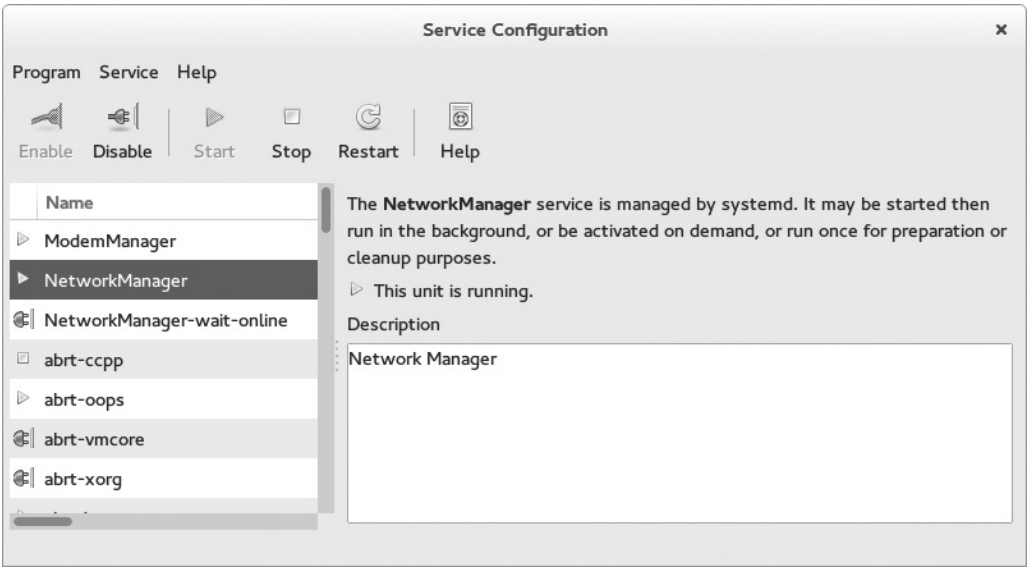 Service Configuration
Program Service Help
Enable Disable Start Stop Restart Help
Name
ModemManager
NetworkManager
NetworkManager-wait-online
abrt-ccpp
abrt-oops
abrt-vmcore
abrt-xorg
The NetworkManager service is managed by systemd. It may be started then
run in the background, or be activated on demand, or run once for preparation or
cleanup purposes.
This unit is running.
Description
Network Manager